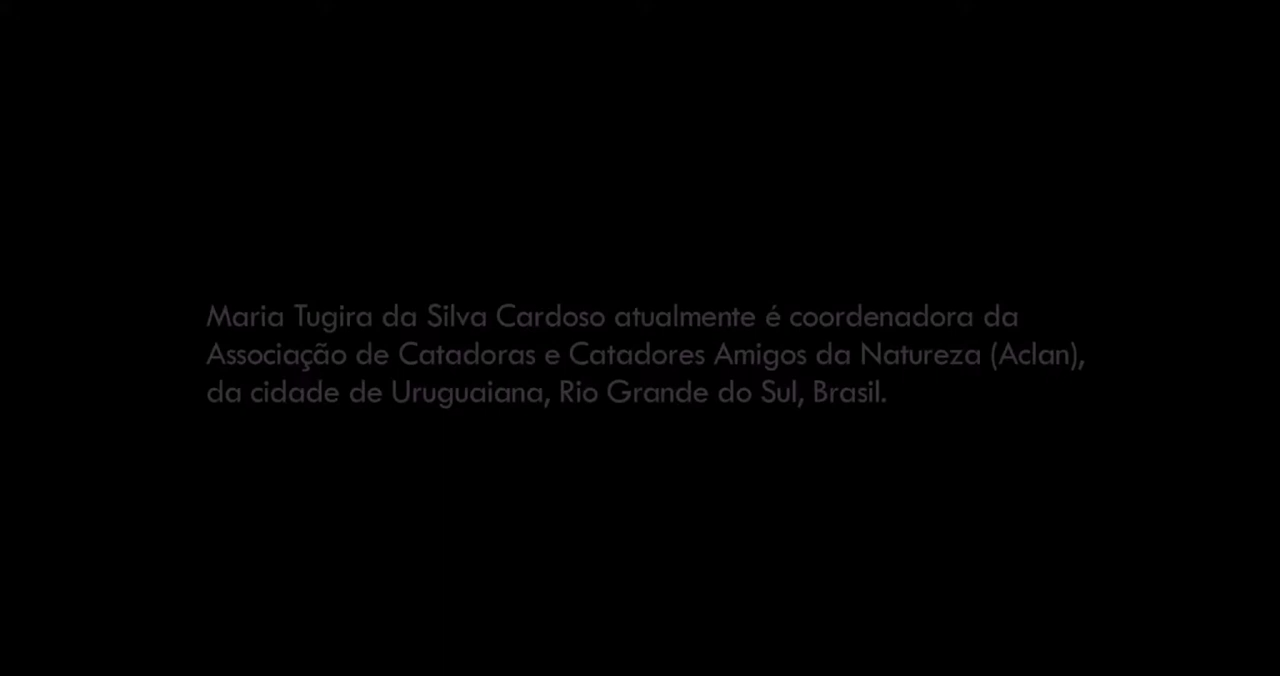 Maria Tugira da Silva Cardoso atualmente é coordenadora da
Associação de Catadoras e Catadores Amigos da Natureza (Aclan),
da cidade de Uruguaiana, Rio Grande do Sul, Brasil.